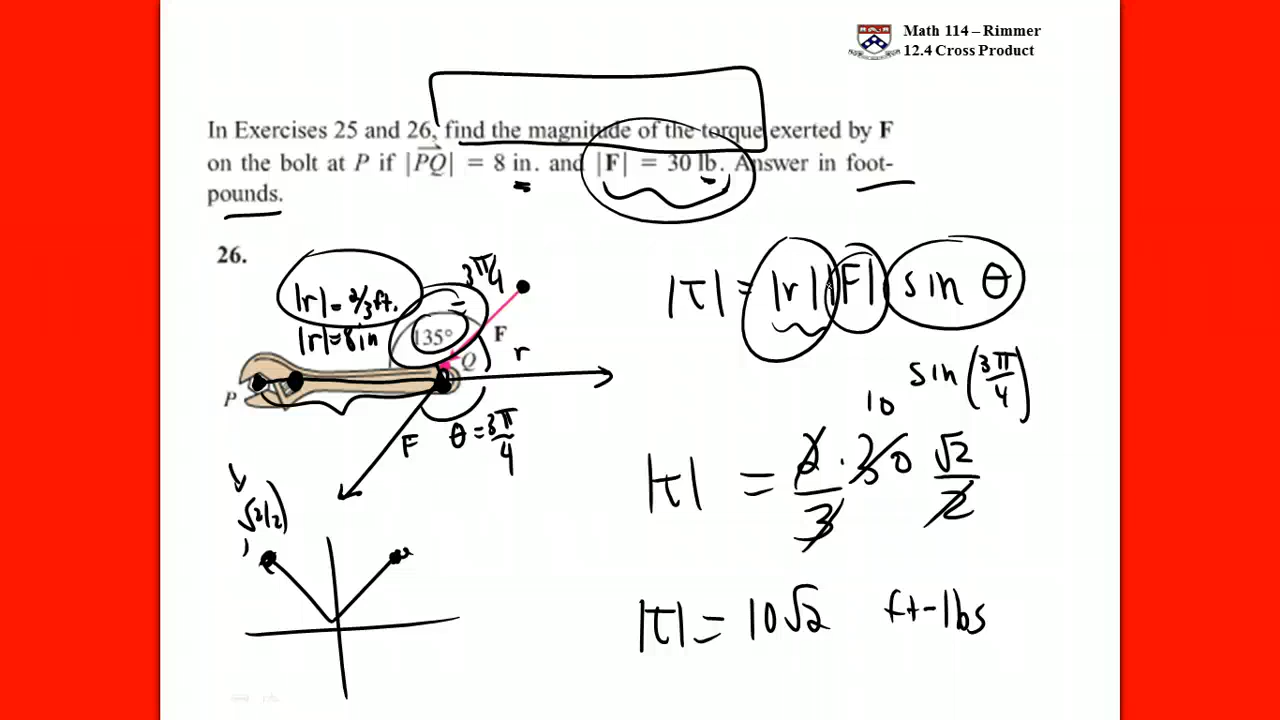 Math 114 – Rimmer
12.4 Cross Product
In Exercises 25 and 26, find the magnitude of the torque exerted by F
on the bolt at P if |PQ| = 8 in. and |F| = 30 lb. Answer in foot-
pounds.
26.
|r| = 2/3 ft.
|r| = 8 in
3π/4
135°
F
Q
r
P
F
θ = 3π/4
|τ| = |r| |F| sin θ
sin (3π/4)
10
|τ| = 2/3 · 30 √2/2
√2/2)
|τ| = 10√2 ft-lbs